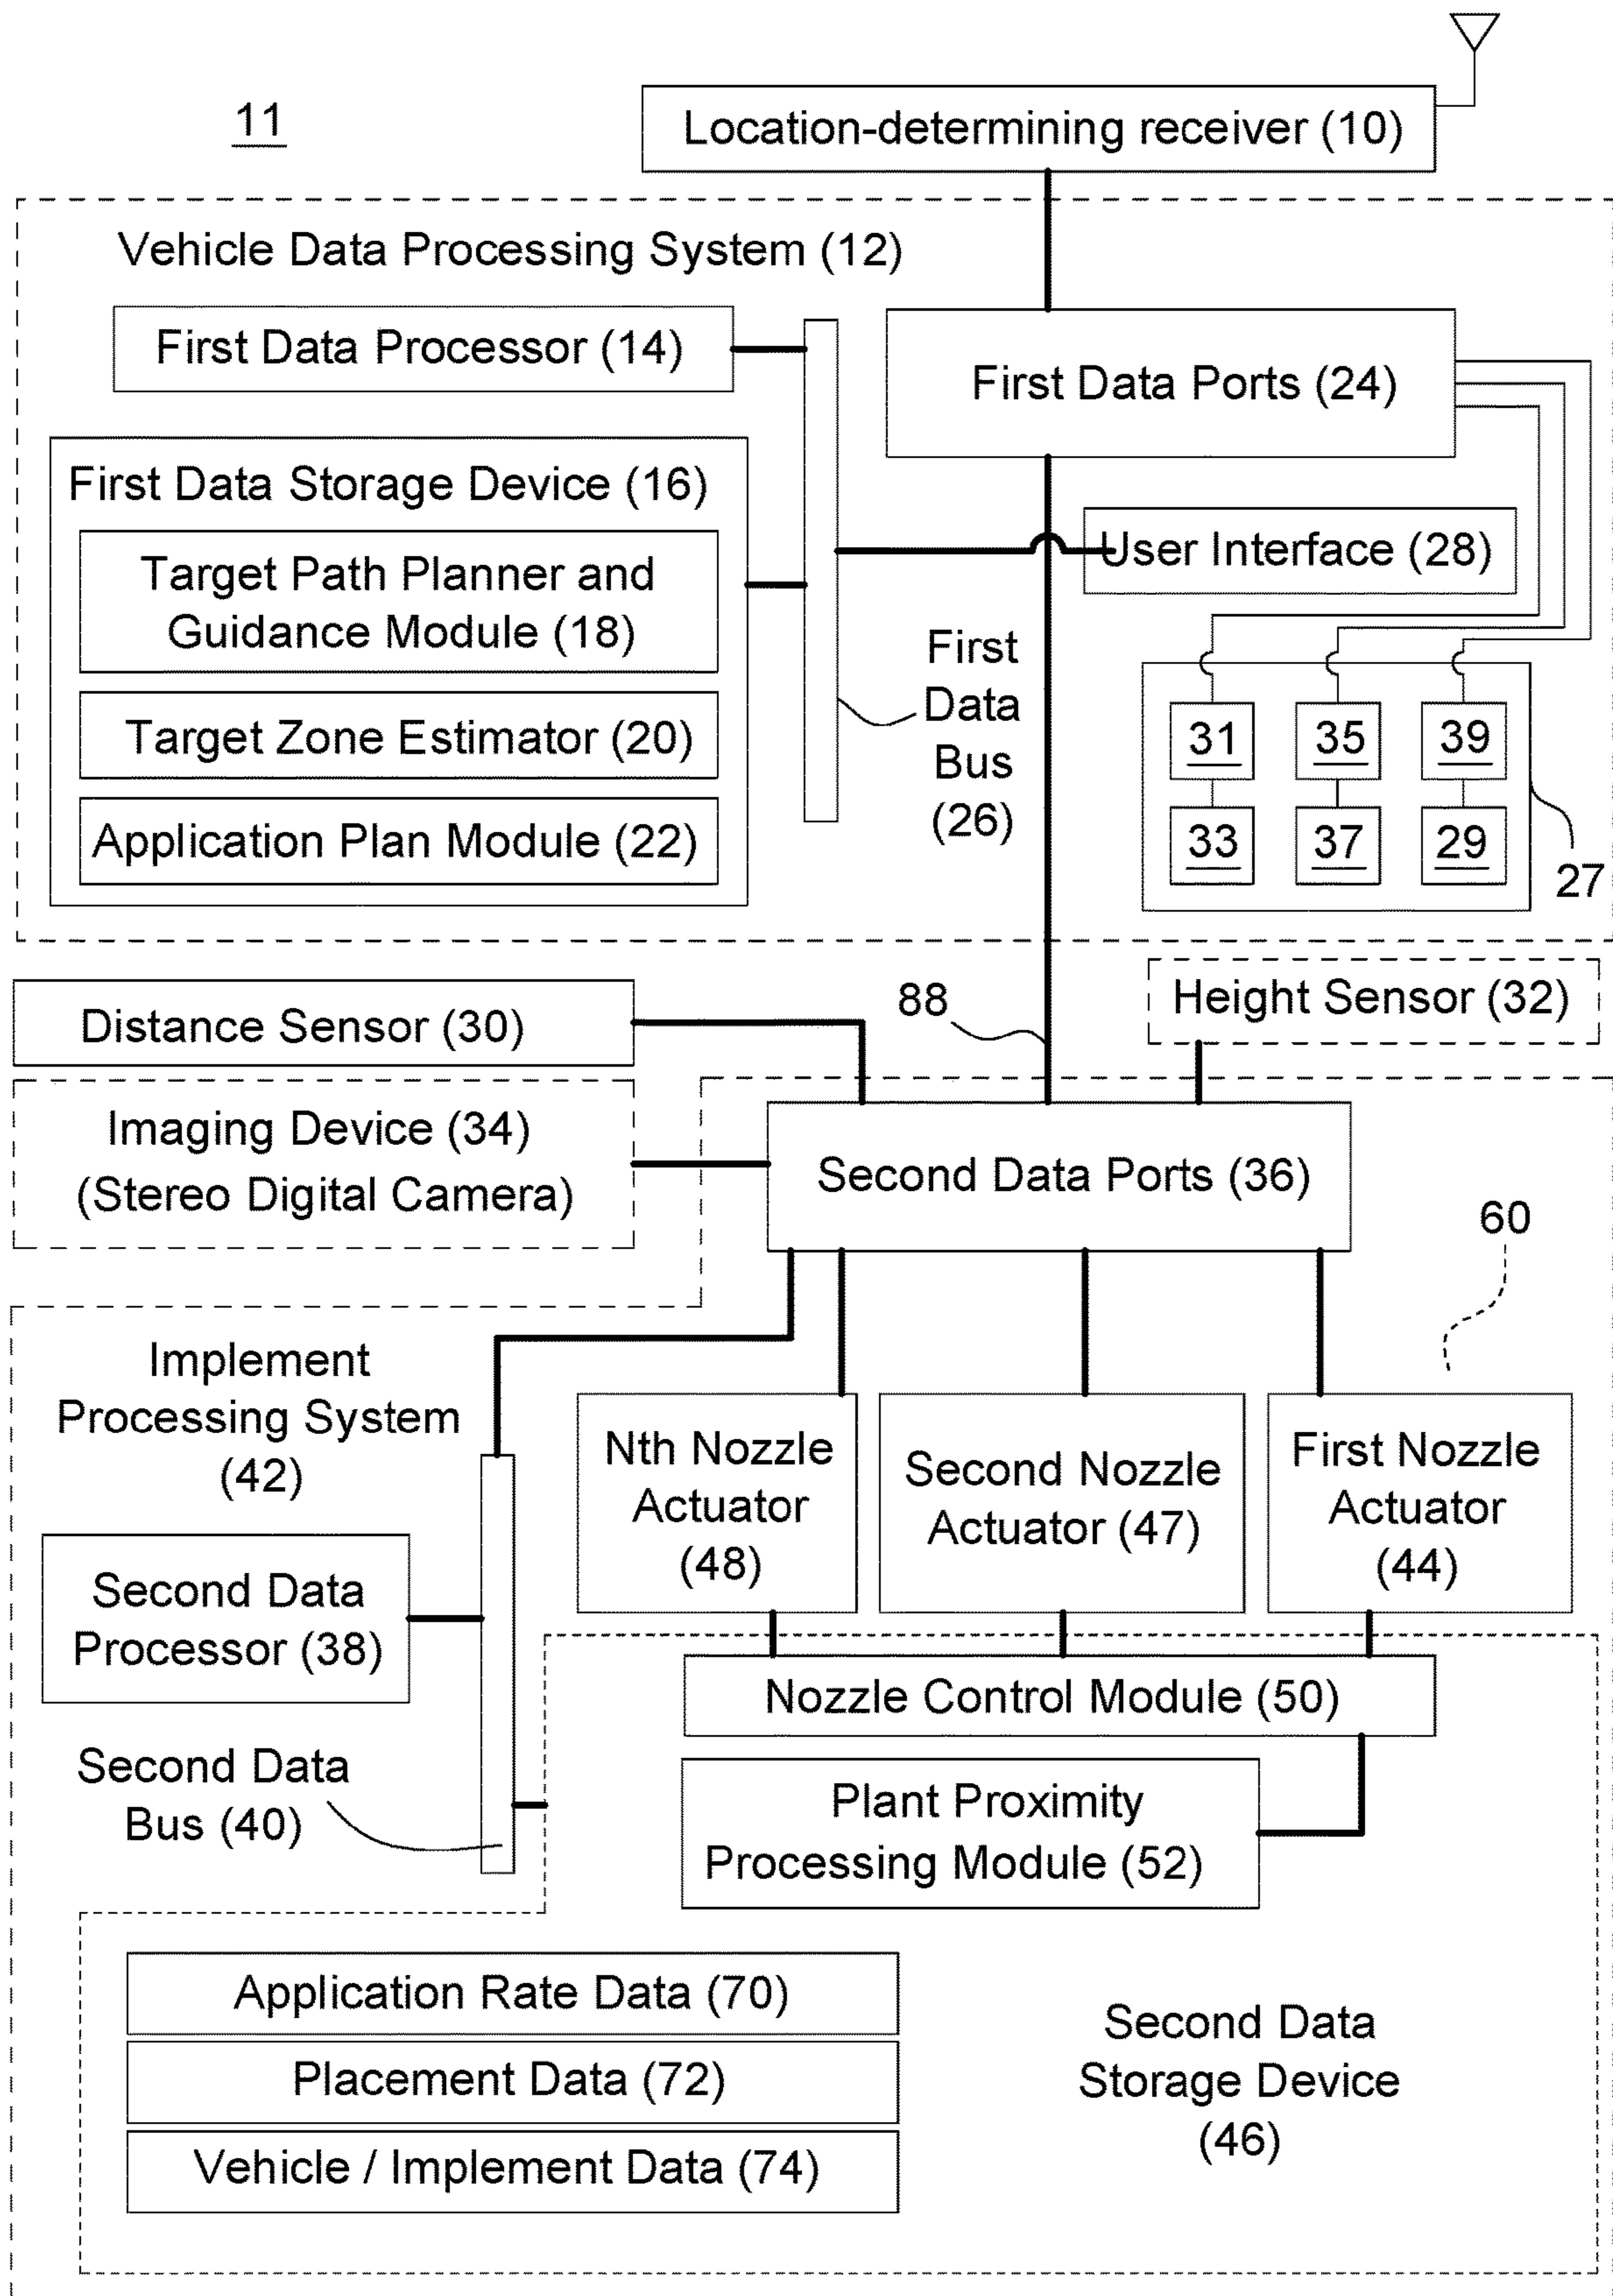 11
Location-determining receiver (10)
Vehicle Data Processing System (12)
First Data Processor (14)
First Data Ports (24)
First Data Storage Device (16)
Target Path Planner and
Guidance Module (18)
Target Zone Estimator (20)
Application Plan Module (22)
User Interface (28)
First
Data
Bus
(26)
31
35
39
33
37
29
27
Distance Sensor (30)
88
Height Sensor (32)
Imaging Device (34)
(Stereo Digital Camera)
Second Data Ports (36)
60
Implement
Processing System
(42)
Nth Nozzle
Actuator
(48)
Second Nozzle
Actuator (47)
First Nozzle
Actuator
(44)
Second Data
Processor (38)
Nozzle Control Module (50)
Second Data
Bus (40)
Plant Proximity
Processing Module (52)
Application Rate Data (70)
Placement Data (72)
Vehicle / Implement Data (74)
Second Data
Storage Device
(46)